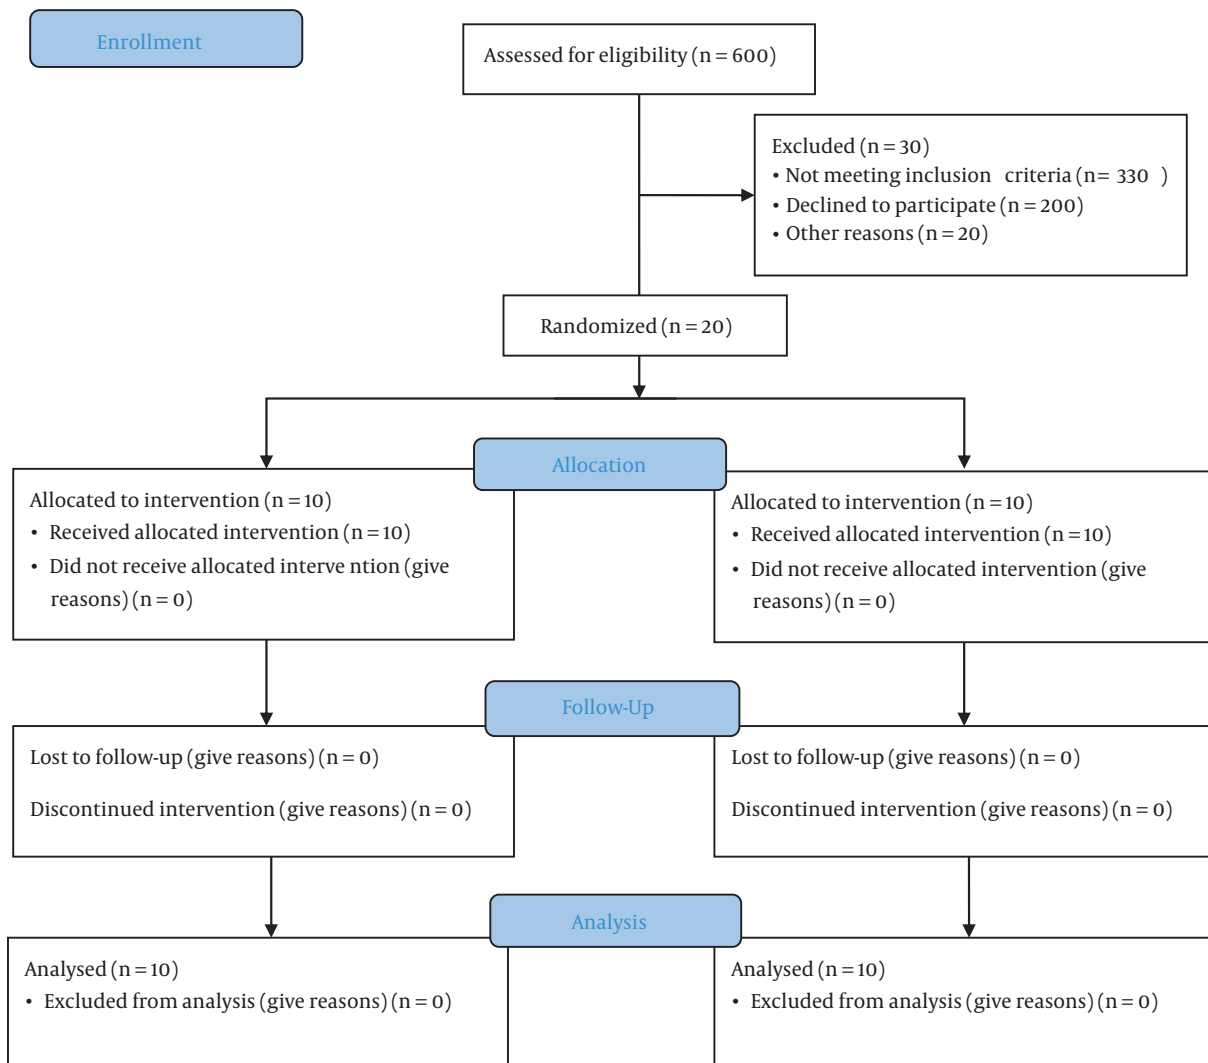 Enrollment
Assessed for eligibility (n = 600)
Excluded (n = 30)
• Not meeting inclusion criteria (n= 330 )
• Declined to participate (n = 200)
• Other reasons (n = 20)
Randomized (n = 20)
Allocation
Allocated to intervention (n = 10)
• Received allocated intervention (n = 10)
• Did not receive allocated interve ntion (give
reasons) (n = 0)
Allocated to intervention (n = 10)
• Received allocated intervention (n = 10)
• Did not receive allocated intervention (give
reasons) (n = 0)
Follow-Up
Lost to follow-up (give reasons) (n = 0)
Discontinued intervention (give reasons) (n = 0)
Lost to follow-up (give reasons) (n = 0)
Discontinued intervention (give reasons) (n = 0)
Analysis
Analysed (n = 10)
• Excluded from analysis (give reasons) (n = 0)
Analysed (n = 10)
• Excluded from analysis (give reasons) (n = 0)